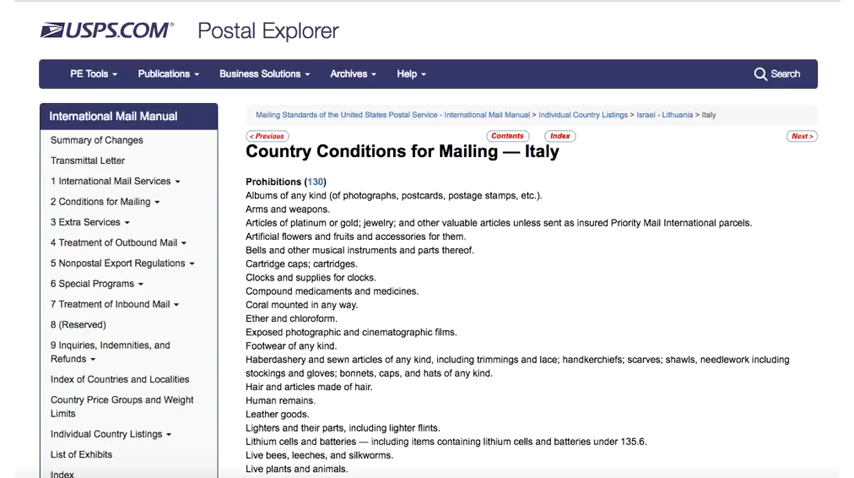 USPS.COM® Postal Explorer
PE Tools Publications Business Solutions Archives Help Search
International Mail Manual
Summary of Changes
Transmittal Letter
1 International Mail Services
2 Conditions for Mailing
3 Extra Services
4 Treatment of Outbound Mail
5 Nonpostal Export Regulations
6 Special Programs
7 Treatment of Inbound Mail
8 (Reserved)
9 Inquiries, Indemnities, and
Refunds
Index of Countries and Localities
Country Price Groups and Weight
Limits
Individual Country Listings
List of Exhibits
Index
Mailing Standards of the United States Postal Service - International Mail Manual > Individual Country Listings > Israel - Lithuania > Italy
< Previous Contents Index Next >
Country Conditions for Mailing — Italy
Prohibitions (130)
Albums of any kind (of photographs, postcards, postage stamps, etc.).
Arms and weapons.
Articles of platinum or gold; jewelry; and other valuable articles unless sent as insured Priority Mail International parcels.
Artificial flowers and fruits and accessories for them.
Bells and other musical instruments and parts thereof.
Cartridge caps; cartridges.
Clocks and supplies for clocks.
Compound medicaments and medicines.
Coral mounted in any way.
Ether and chloroform.
Exposed photographic and cinematographic films.
Footwear of any kind.
Haberdashery and sewn articles of any kind, including trimmings and lace; handkerchiefs; scarves; shawls, needlework including
stockings and gloves; bonnets, caps, and hats of any kind.
Hair and articles made of hair.
Human remains.
Leather goods.
Lighters and their parts, including lighter flints.
Lithium cells and batteries — including items containing lithium cells and batteries under 135.6.
Live bees, leeches, and silkworms.
Live plants and animals.